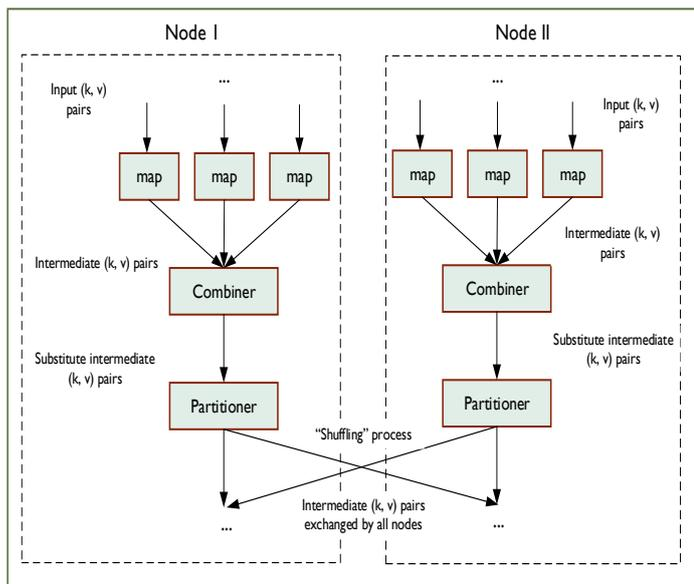 Node I
Node II
...
...
Input (k, v)
pairs
Input (k, v)
pairs
map
map
map
map
map
map
Intermediate (k, v) pairs
Intermediate (k, v)
pairs
Combiner
Combiner
Substitute intermediate
(k, v) pairs
Substitute intermediate
(k, v) pairs
Partitioner
Partitioner
“Shuffling” process
Intermediate (k, v) pairs
exchanged by all nodes
...
...